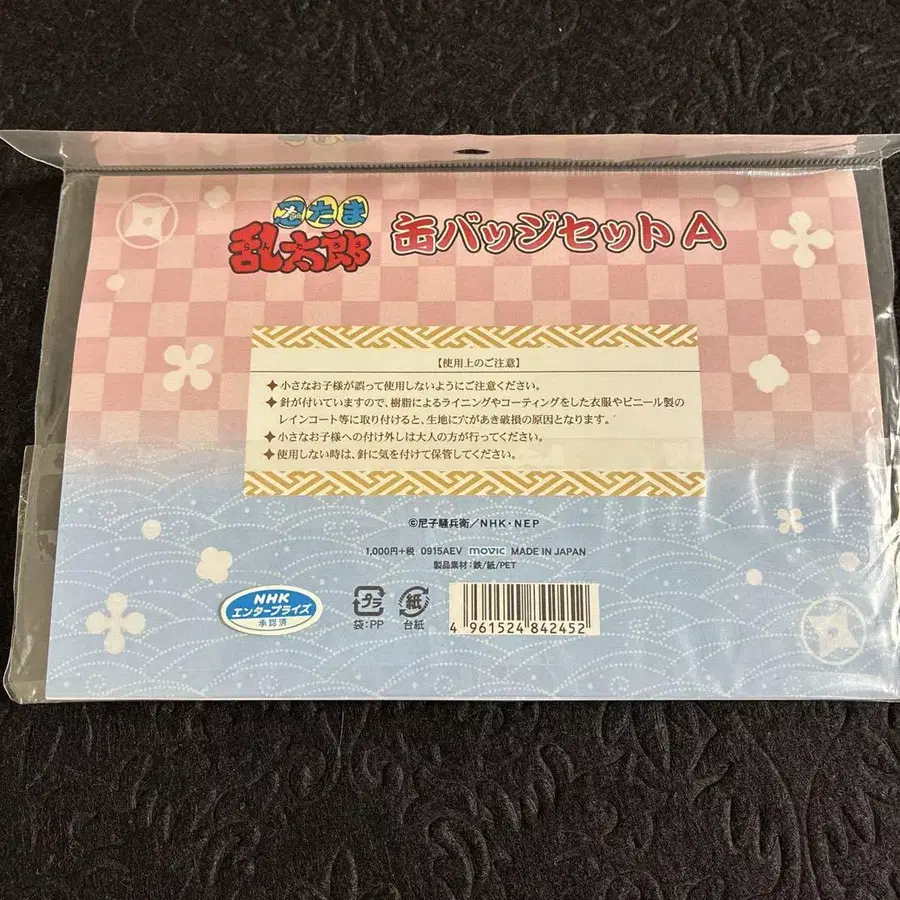 忍たま
乱太郎
缶バッジセットA
【使用上のご注意】
✦小さなお子様が誤って使用しないようにご注意ください。
✦針が付いていますので、樹脂によるライニングやコーティングをした衣服やビニール製の
レインコート等に取り付けると、生地に穴があき破損の原因となります。
✦小さなお子様への付け外しは大人の方が行ってください。
✦使用しない時は、針に気を付けて保管してください。
©尼子騒兵衛／NHK・NEP
1,000円+税 0915AEV movic MADE IN JAPAN
製品素材：鉄/紙/PET
NHK
エンタープライズ
承認済
プラ
袋：PP
紙
台紙
4 961524 842452